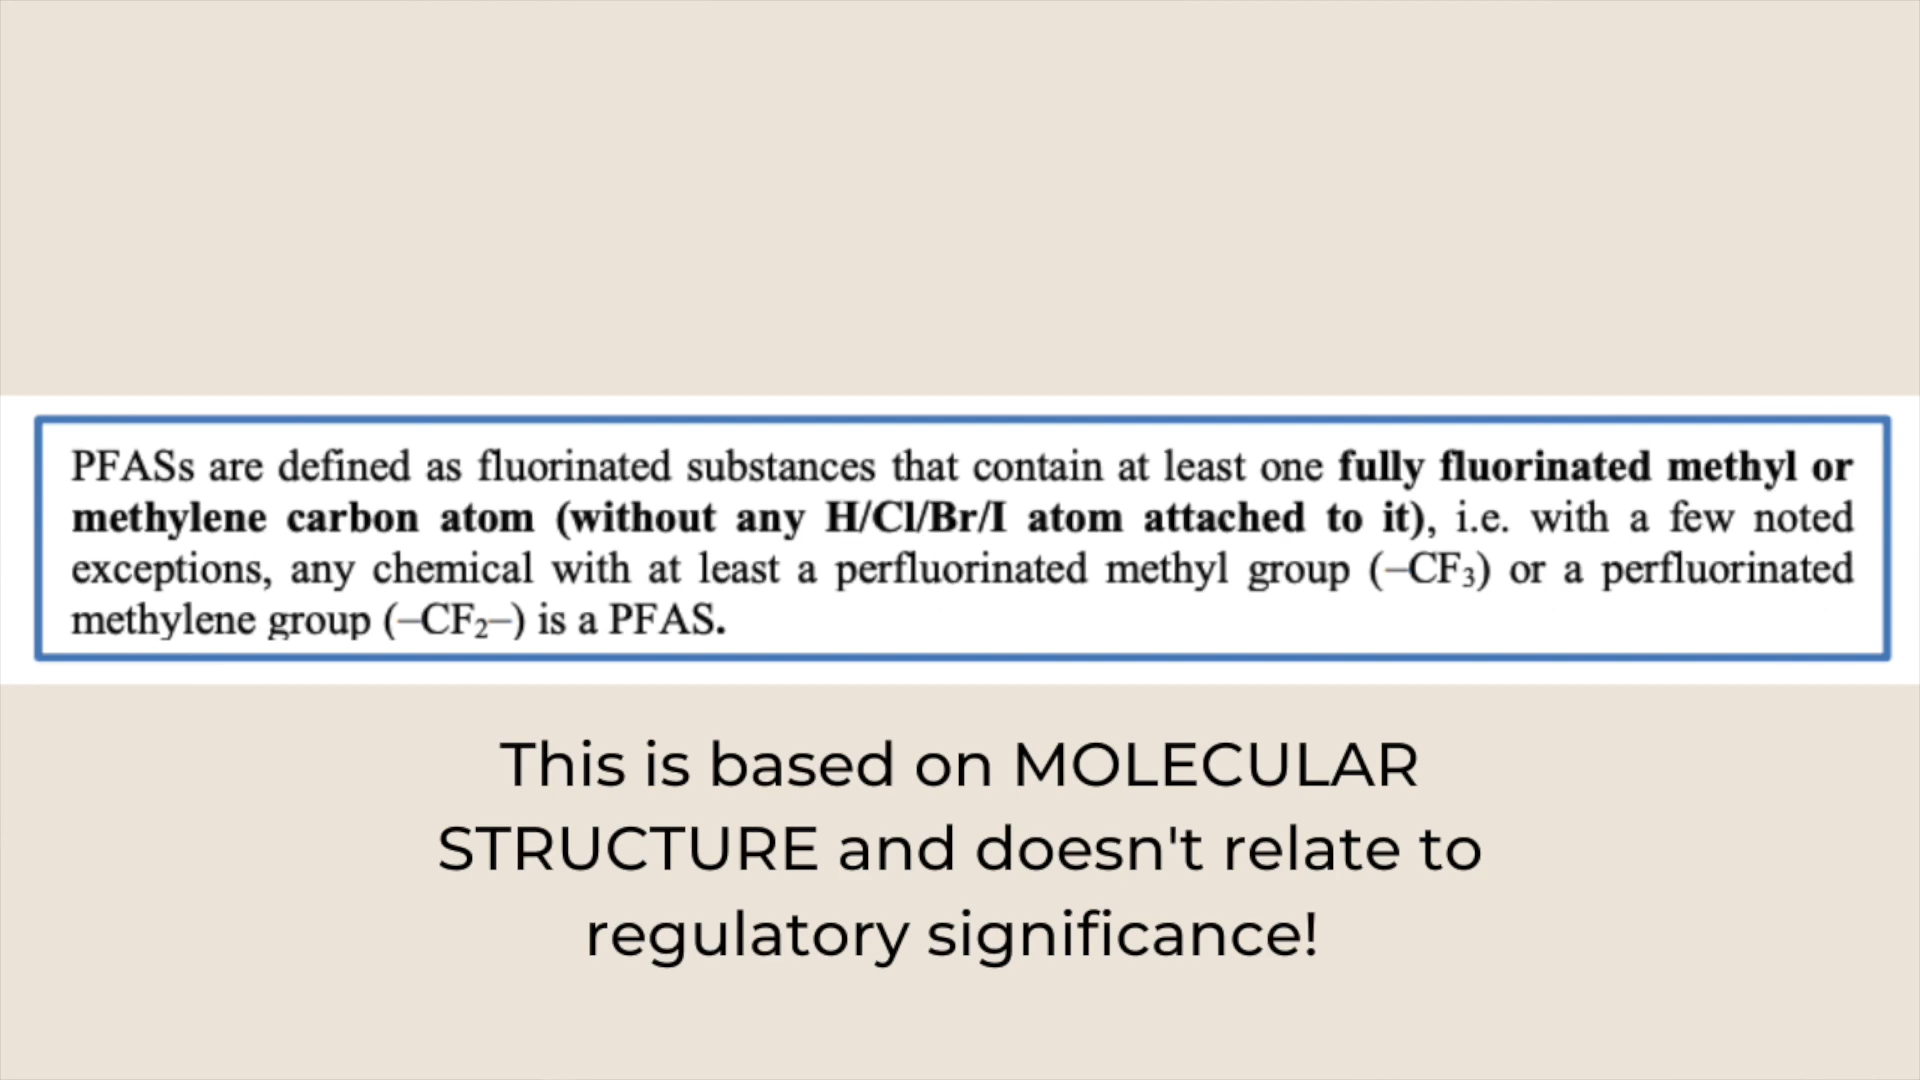 PFASs are defined as fluorinated substances that contain at least one fully fluorinated methyl or
methylene carbon atom (without any H/Cl/Br/I atom attached to it), i.e. with a few noted
exceptions, any chemical with at least a perfluorinated methyl group (–CF₃) or a perfluorinated
methylene group (–CF₂–) is a PFAS.
This is based on MOLECULAR
STRUCTURE and doesn't relate to
regulatory significance!